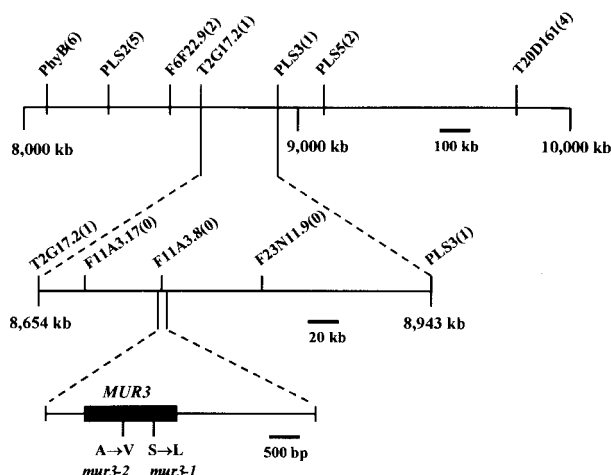 PhyB(6)
PLS2(5)
F6F22.9(2)
T2G17.2(1)
PLS3(1)
PLS5(2)
T20D161(4)
8,000 kb
9,000 kb
100 kb
10,000 kb
T2G17.2(1)
F11A3.17(0)
F11A3.8(0)
F23N11.9(0)
PLS3(1)
8,654 kb
20 kb
8,943 kb
MUR3
A→V
S→L
500 bp
mur3-2
mur3-1